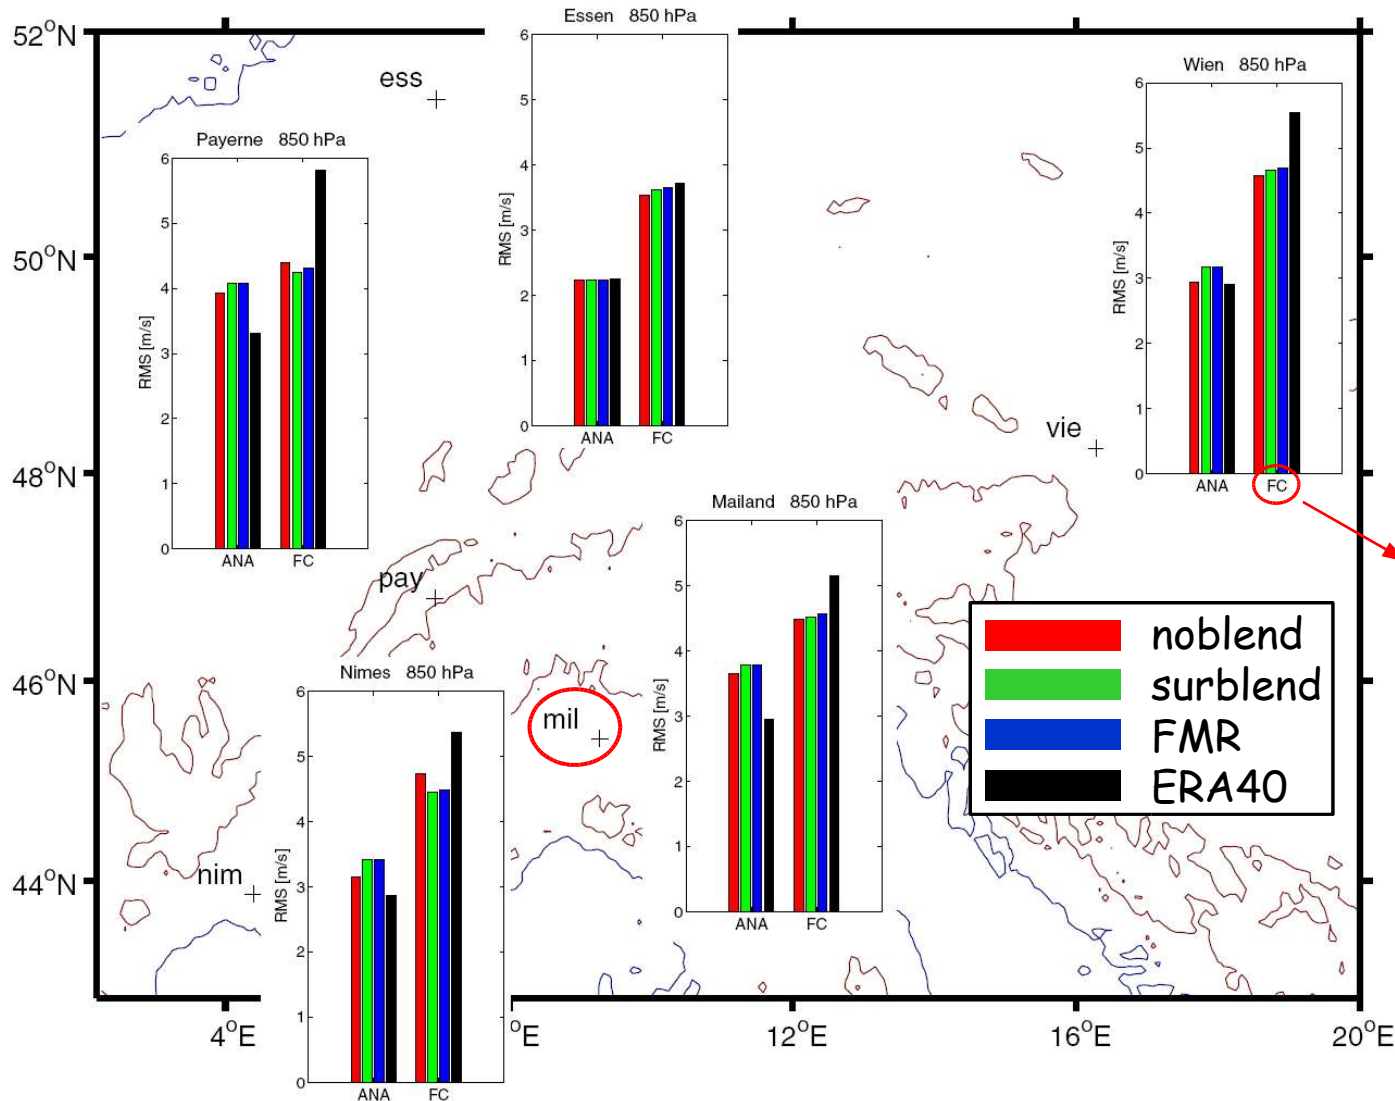 52°N
50°N
48°N
46°N
44°N
4°E
°E
12°E
16°E
20°E
ess
pay
nim
mil
vie
Essen 850 hPa
RMS [m/s]
6
5
4
3
2
1
0
ANA FC
Wien 850 hPa
RMS [m/s]
6
5
4
3
2
1
0
ANA FC
Payerne 850 hPa
RMS [m/s]
6
5
4
3
2
1
0
ANA FC
Mailand 850 hPa
RMS [m/s]
6
5
4
3
2
1
0
ANA FC
Nimes 850 hPa
RMS [m/s]
6
5
4
3
2
1
0
ANA FC
noblend
surblend
FMR
ERA40